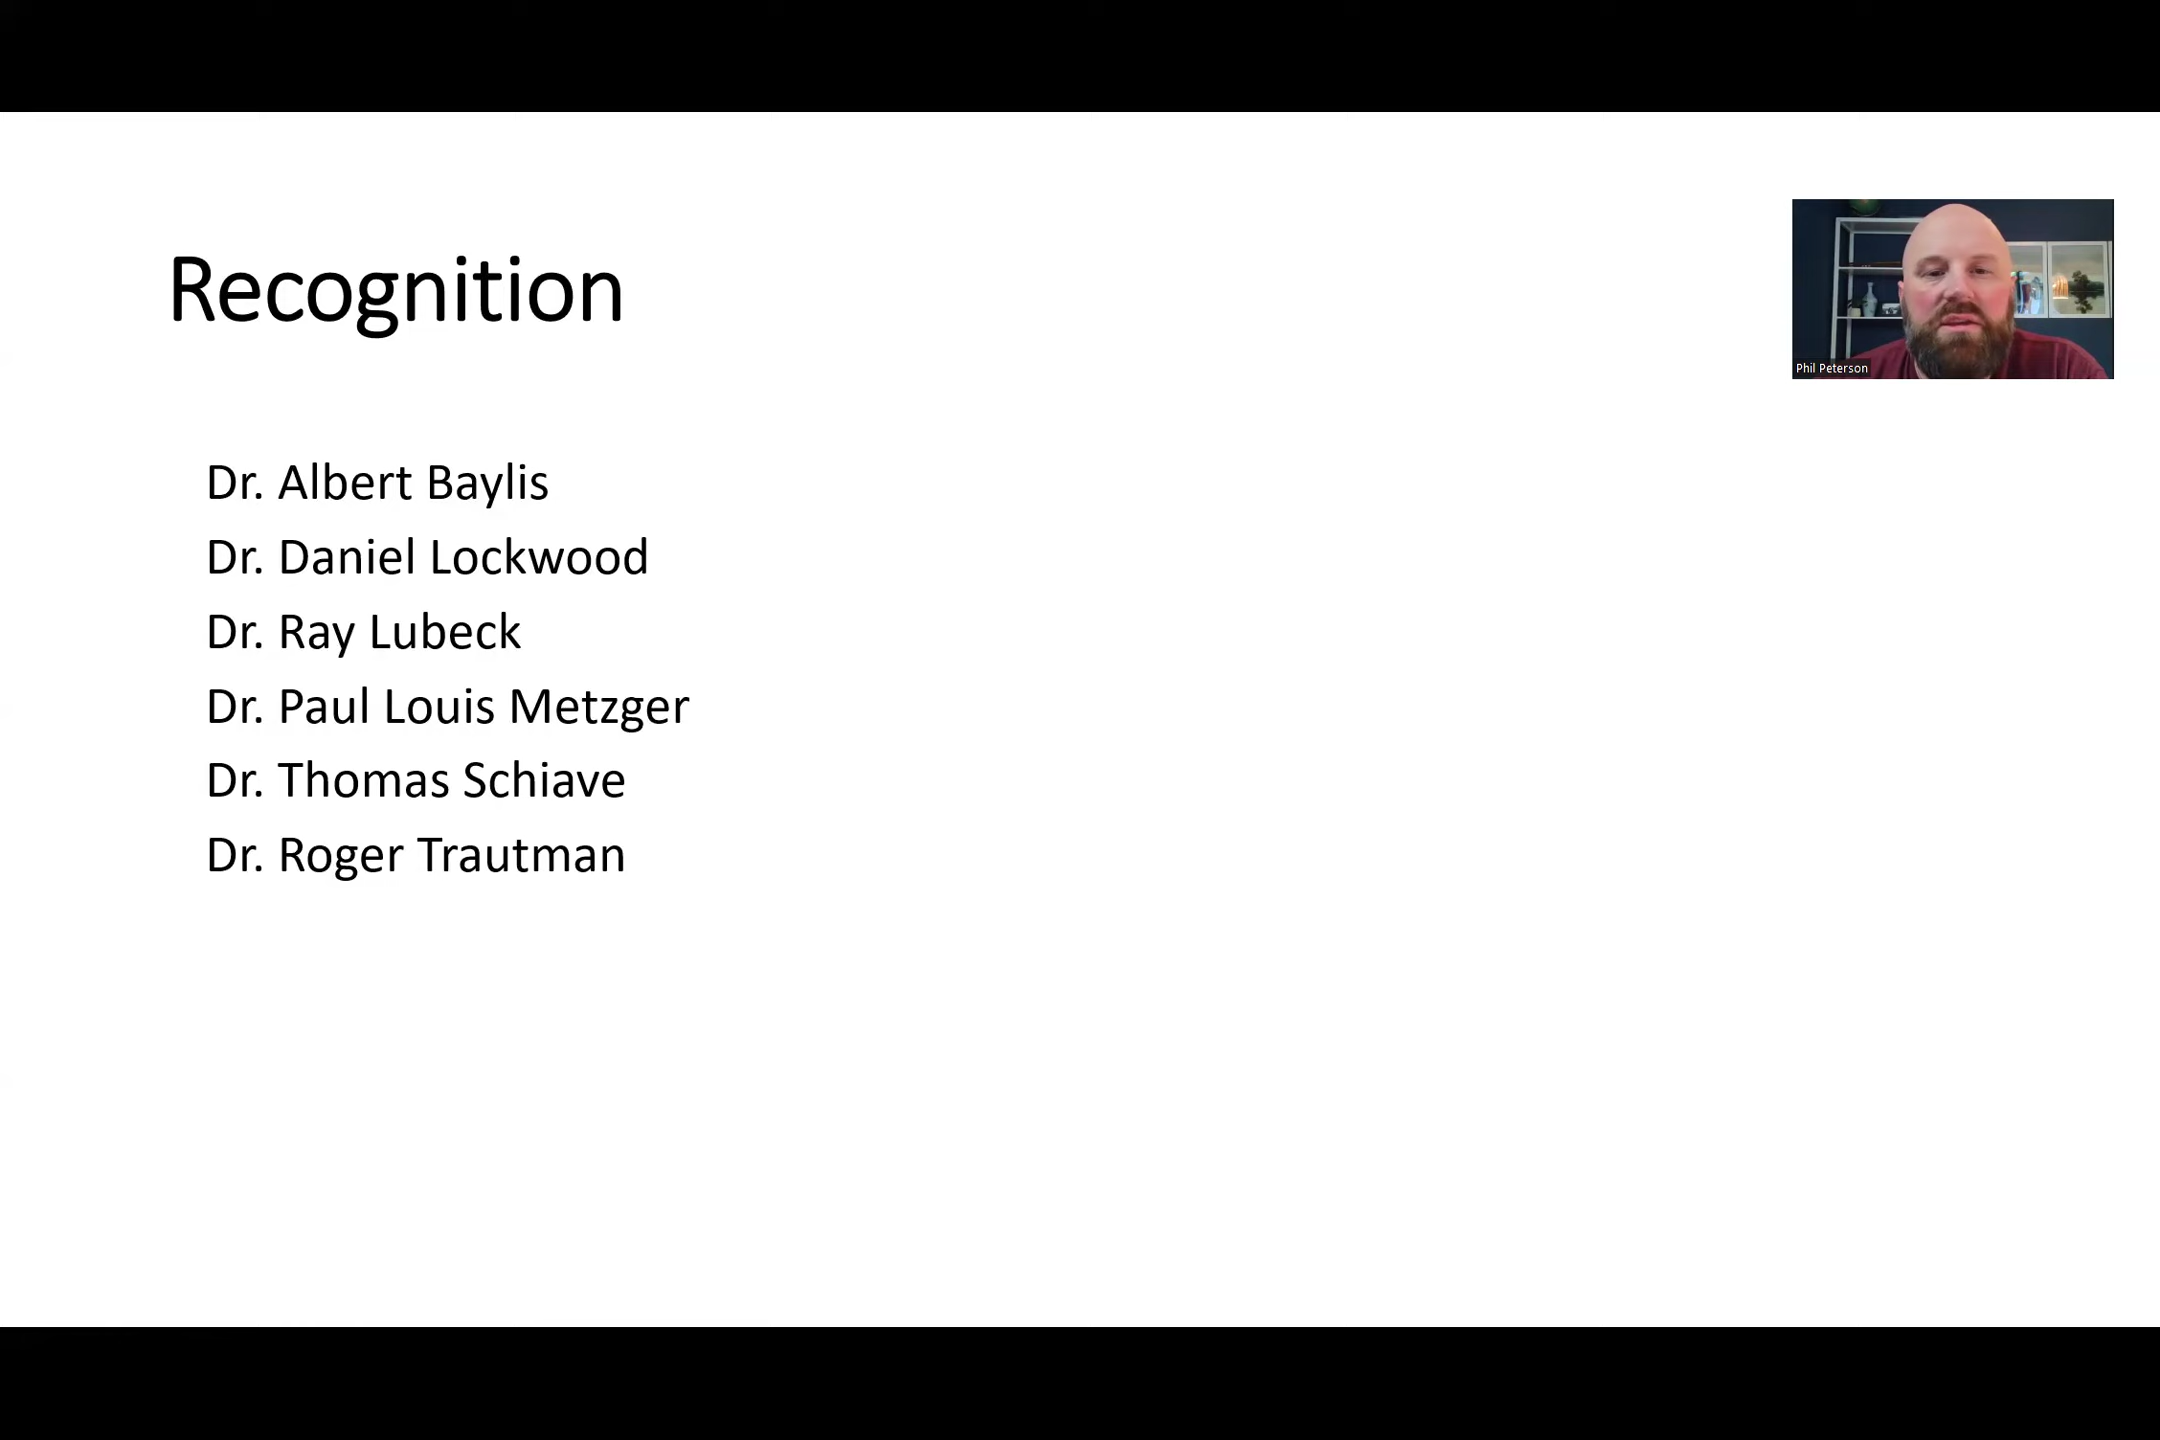 Recognition
Phil Peterson
Dr. Albert Baylis
Dr. Daniel Lockwood
Dr. Ray Lubeck
Dr. Paul Louis Metzger
Dr. Thomas Schiave
Dr. Roger Trautman